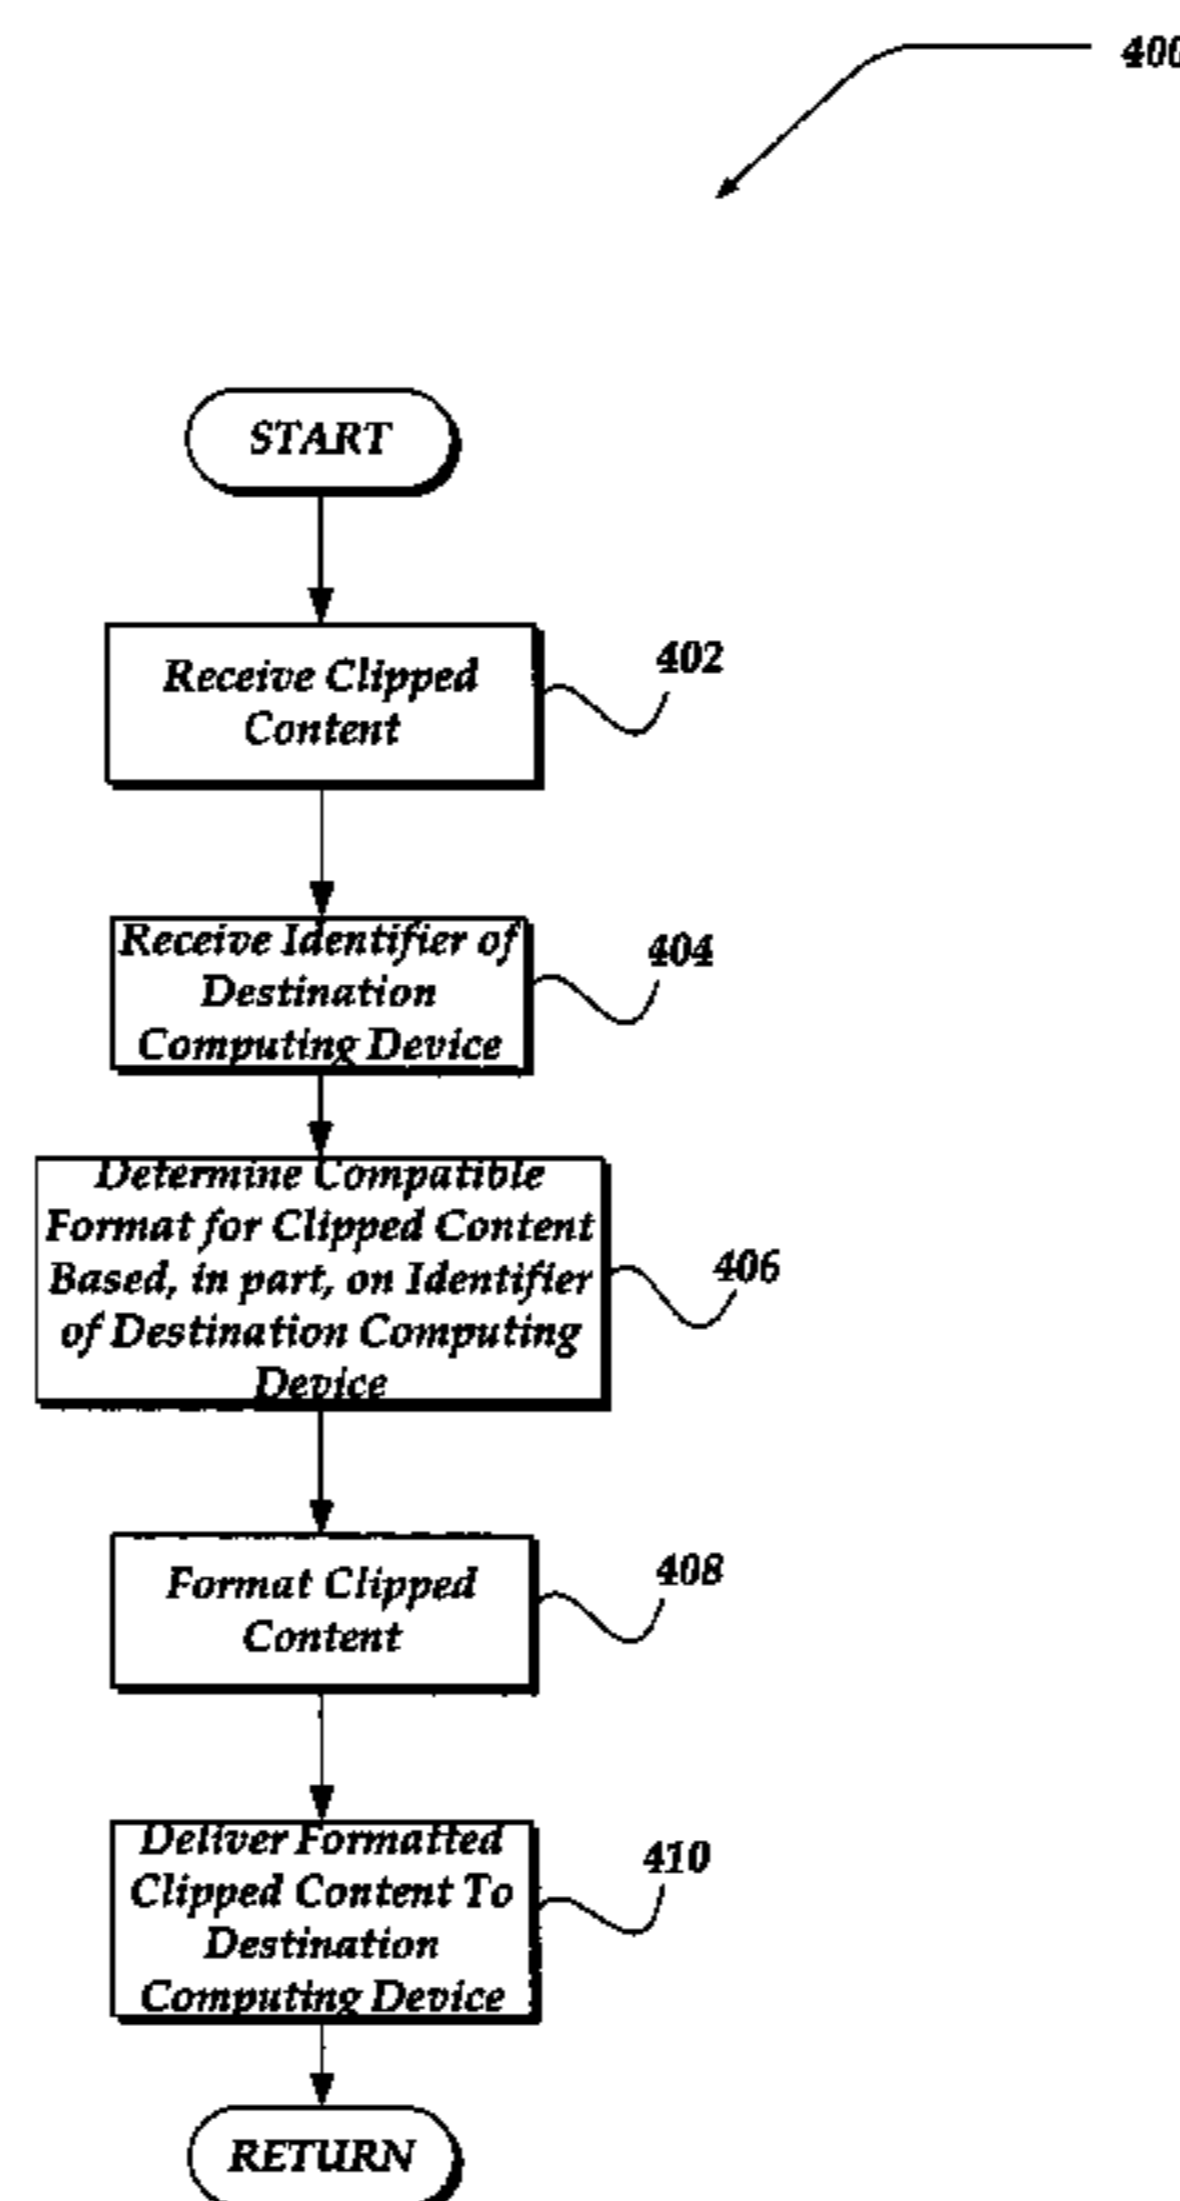 400
START
Receive Clipped
Content
402
Receive Identifier of
Destination
Computing Device
404
Determine Compatible
Format for Clipped Content
Based, in part, on Identifier
of Destination Computing
Device
406
Format Clipped
Content
408
Deliver Formatted
Clipped Content To
Destination
Computing Device
410
RETURN